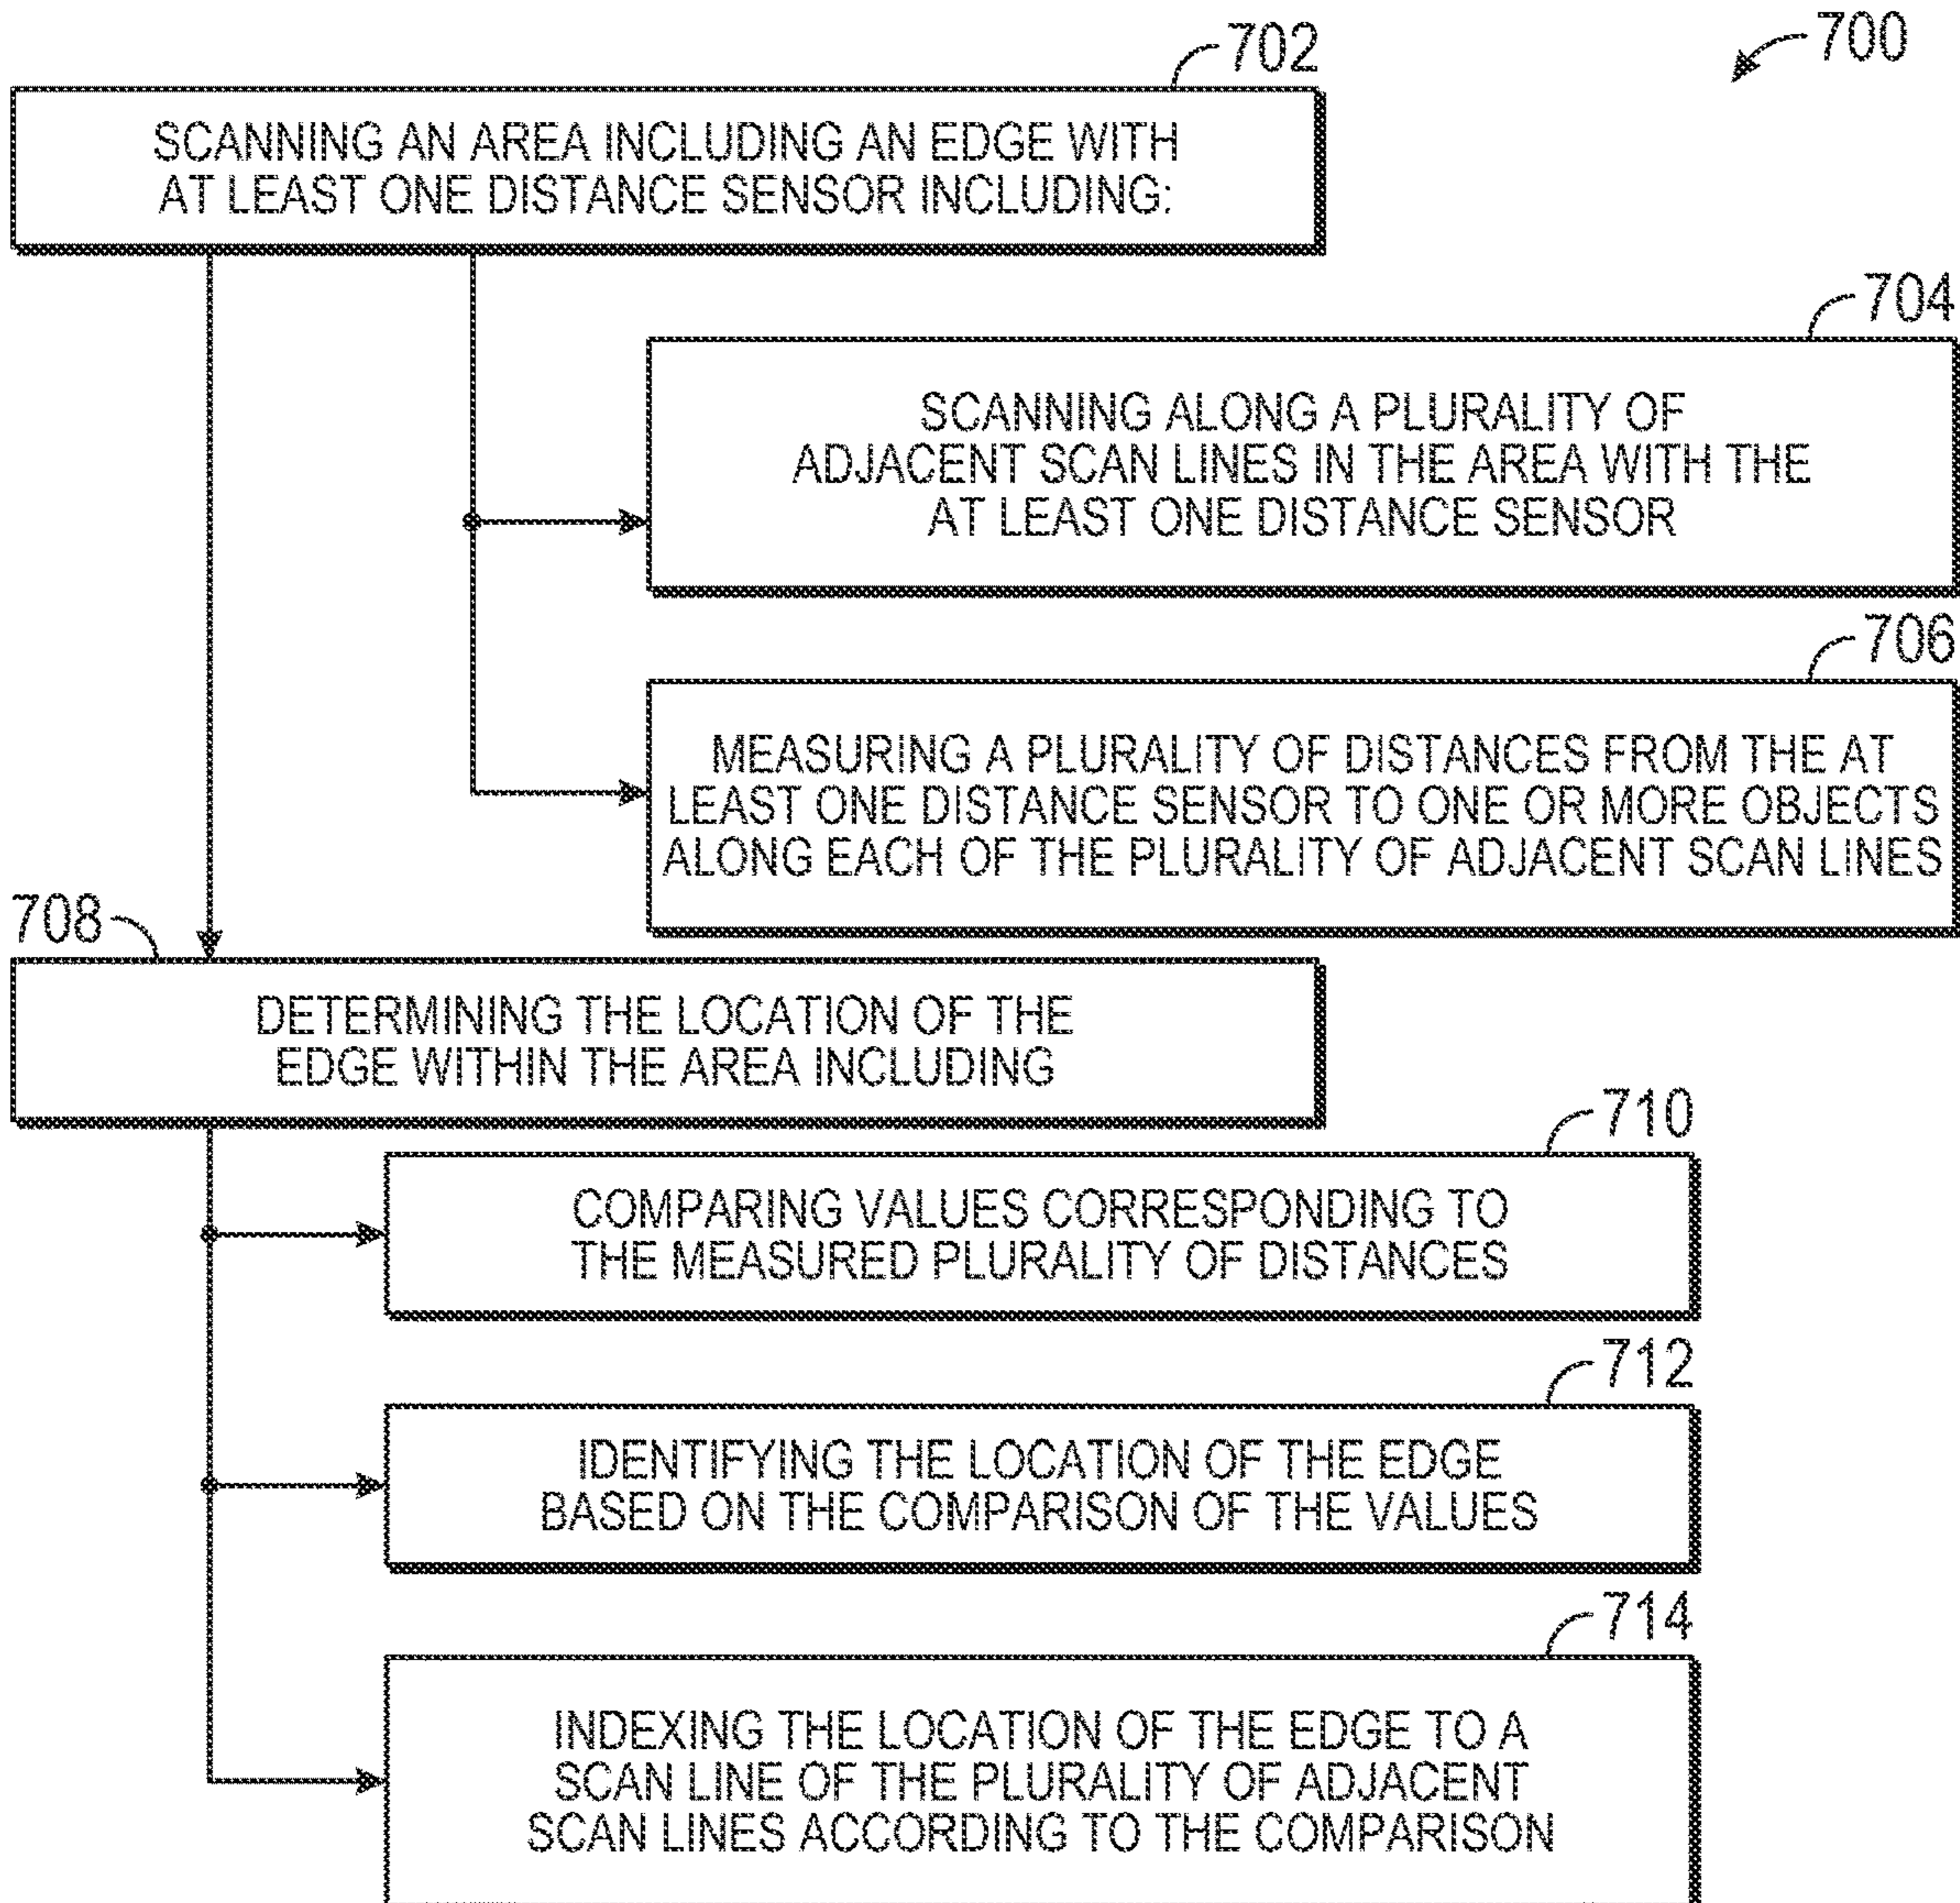 700
702
SCANNING AN AREA INCLUDING AN EDGE WITH
AT LEAST ONE DISTANCE SENSOR INCLUDING:
704
SCANNING ALONG A PLURALITY OF
ADJACENT SCAN LINES IN THE AREA WITH THE
AT LEAST ONE DISTANCE SENSOR
706
MEASURING A PLURALITY OF DISTANCES FROM THE AT
LEAST ONE DISTANCE SENSOR TO ONE OR MORE OBJECTS
ALONG EACH OF THE PLURALITY OF ADJACENT SCAN LINES
708
DETERMINING THE LOCATION OF THE
EDGE WITHIN THE AREA INCLUDING
710
COMPARING VALUES CORRESPONDING TO
THE MEASURED PLURALITY OF DISTANCES
712
IDENTIFYING THE LOCATION OF THE EDGE
BASED ON THE COMPARISON OF THE VALUES
714
INDEXING THE LOCATION OF THE EDGE TO A
SCAN LINE OF THE PLURALITY OF ADJACENT
SCAN LINES ACCORDING TO THE COMPARISON